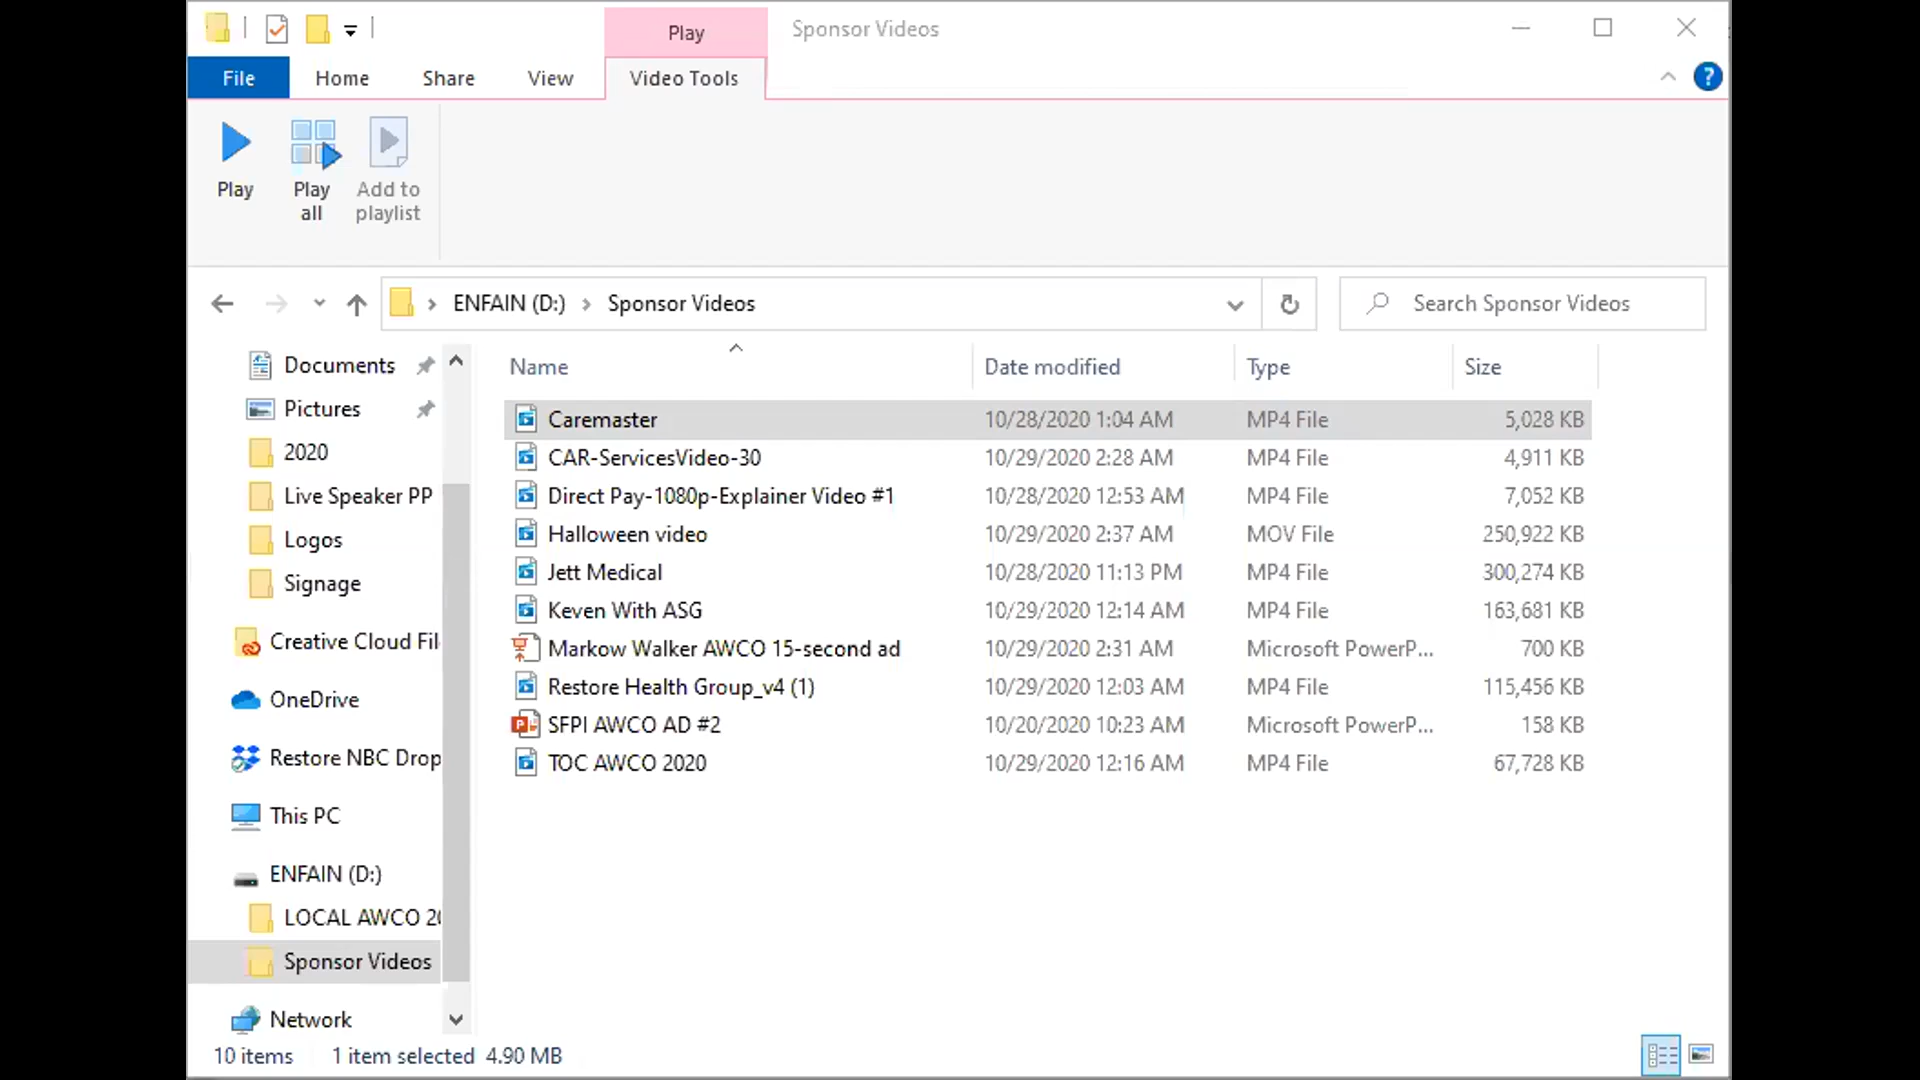 Play
Sponsor Videos
File
Home
Share
View
Video Tools
?
Play
Play
all
Add to
playlist
ENFAIN (D:)
Sponsor Videos
Search Sponsor Videos
Documents
Pictures
2020
Live Speaker PP
Logos
Signage
Creative Cloud Fil
OneDrive
Restore NBC Drop
This PC
ENFAIN (D:)
LOCAL AWCO 20
Sponsor Videos
Network
Name Date modified Type Size
Caremaster 10/28/2020 1:04 AM MP4 File 5,028 KB
CAR-ServicesVideo-30 10/29/2020 2:28 AM MP4 File 4,911 KB
Direct Pay-1080p-Explainer Video #1 10/28/2020 12:53 AM MP4 File 7,052 KB
Halloween video 10/29/2020 2:37 AM MOV File 250,922 KB
Jett Medical 10/28/2020 11:13 PM MP4 File 300,274 KB
Keven With ASG 10/29/2020 12:14 AM MP4 File 163,681 KB
Markow Walker AWCO 15-second ad 10/29/2020 2:31 AM Microsoft PowerP... 700 KB
Restore Health Group_v4 (1) 10/29/2020 12:03 AM MP4 File 115,456 KB
SFPI AWCO AD #2 10/20/2020 10:23 AM Microsoft PowerP... 158 KB
TOC AWCO 2020 10/29/2020 12:16 AM MP4 File 67,728 KB
10 items 1 item selected 4.90 MB